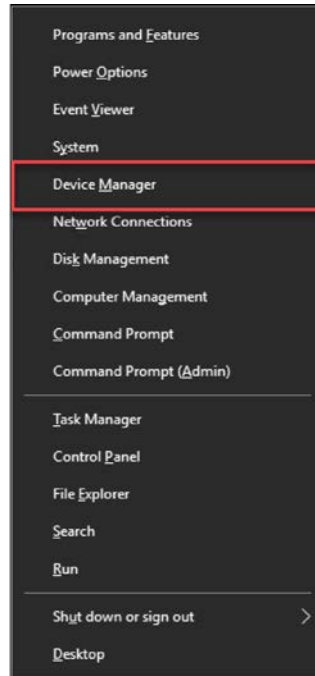 Programs and Features
Power Options
Event Viewer
System
Device Manager
Network Connections
Disk Management
Computer Management
Command Prompt
Command Prompt (Admin)
Task Manager
Control Panel
File Explorer
Search
Run
Shut down or sign out
Desktop